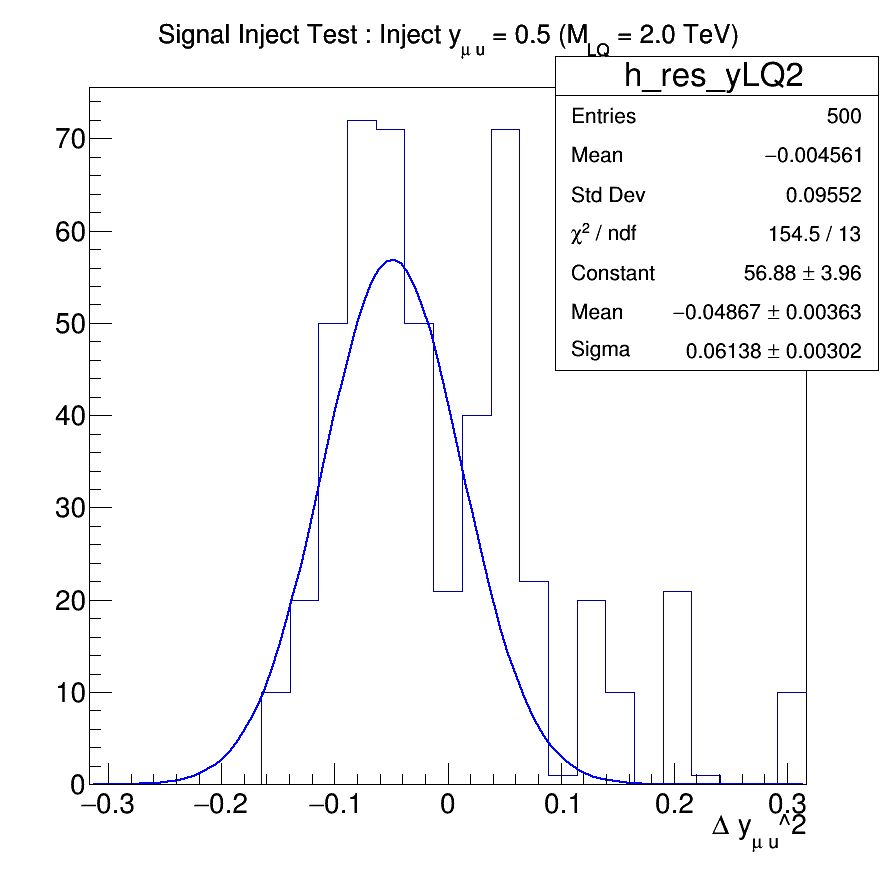 Signal Inject Test : Inject y_μ u = 0.5 (M_LQ = 2.0 TeV)
h_res_yLQ2
Entries 500
Mean −0.004561
Std Dev 0.09552
χ² / ndf 154.5 / 13
Constant 56.88 ± 3.96
Mean −0.04867 ± 0.00363
Sigma 0.06138 ± 0.00302
70
60
50
40
30
20
10
0
−0.3 −0.2 −0.1 0 0.1 0.2 0.3
Δ y_μ u^2